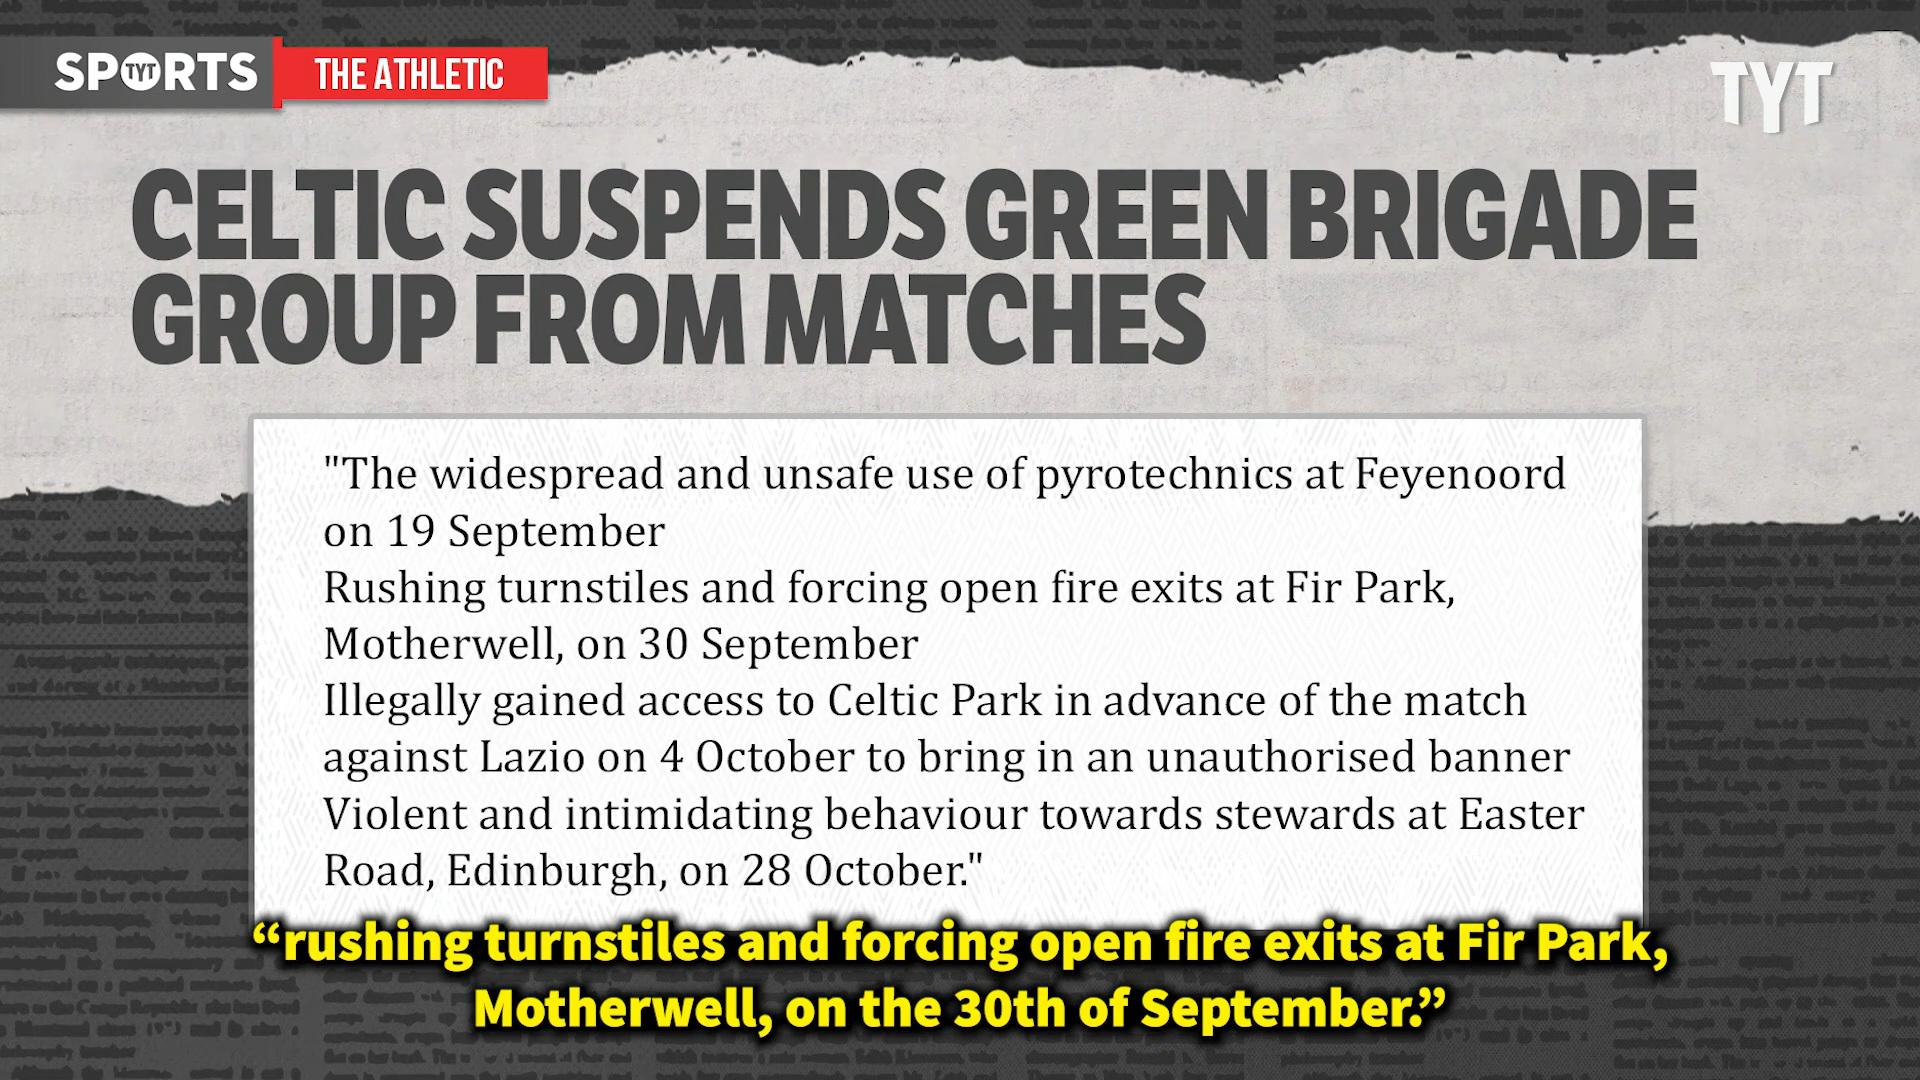 SPORTS
TYT
THE ATHLETIC
TYT
CELTIC SUSPENDS GREEN BRIGADE
GROUP FROM MATCHES
"The widespread and unsafe use of pyrotechnics at Feyenoord
on 19 September
Rushing turnstiles and forcing open fire exits at Fir Park,
Motherwell, on 30 September
Illegally gained access to Celtic Park in advance of the match
against Lazio on 4 October to bring in an unauthorised banner
Violent and intimidating behaviour towards stewards at Easter
Road, Edinburgh, on 28 October."
“rushing turnstiles and forcing open fire exits at Fir Park,
Motherwell, on the 30th of September.”